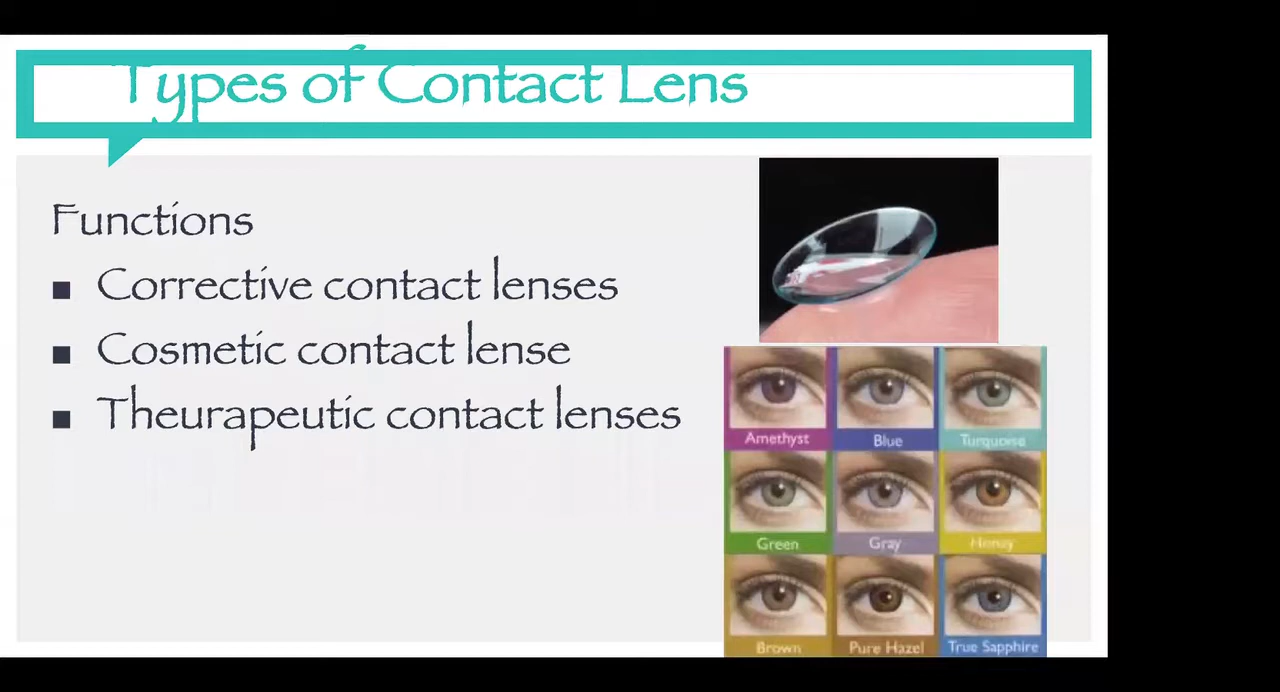 Types of Contact Lens
Functions
▪ Corrective contact lenses
▪ Cosmetic contact lense
▪ Theurapeutic contact lenses
Amethyst Blue Turquoise
Green Gray Honey
Brown Pure Hazel True Sapphire